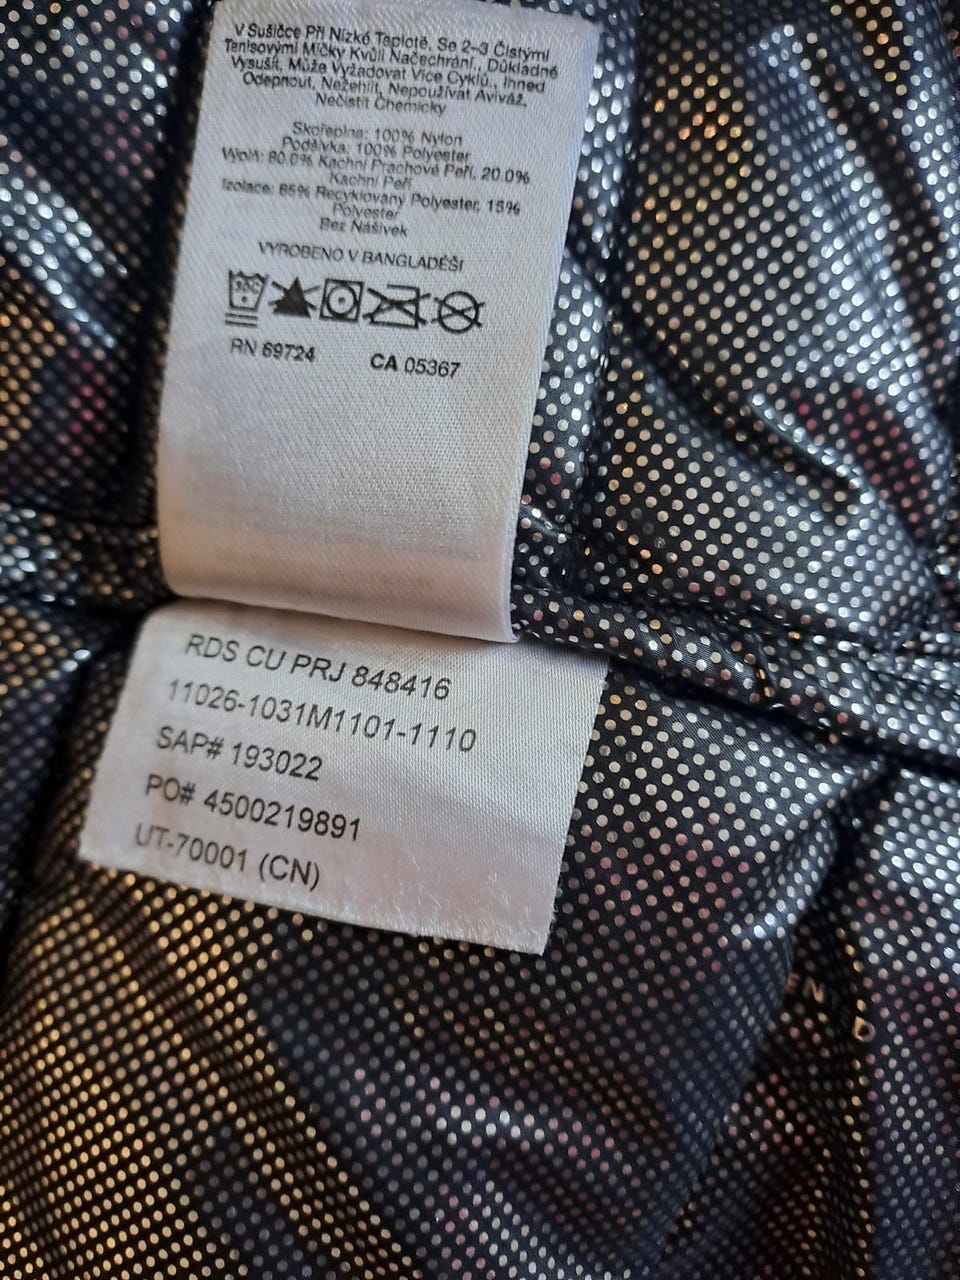 V Sušičce Při Nízké Teplotě, Se 2–3 Čistými
Tenisovými Míčky Kvůli Načechrání,, Důkladně
Vysušit, Může Vyžadovat Více Cyklů,, Ihned
Odepnout, Nežehlit, Nepoužívat Aviváž,
Nečistit Chemicky
Skořepina: 100% Nylon
Podšívka: 100% Polyester
Výplň: 80.0% Kachní Prachové Peří, 20.0%
Kachní Peří
Izolace: 85% Recyklovaný Polyester, 15%
Polyester
Bez Nášivek
VYROBENO V BANGLADÉŠI
30C
RN 69724 CA 05367
RDS CU PRJ 848416
11026-1031M1101-1110
SAP# 193022
PO# 4500219891
UT-70001 (CN)